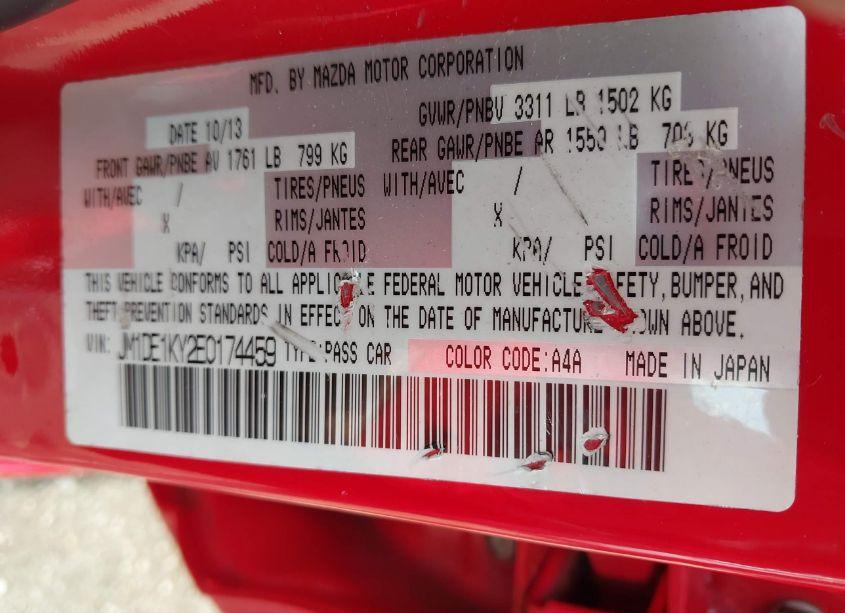 MFD. BY MAZDA MOTOR CORPORATION
DATE 10/13 GVWR/PNBV 3311 LB 1502 KG
FRONT GAWR/PNBE AV 1761 LB 799 KG REAR GAWR/PNBE AR LB KG
WITH/AVEC / TIRES/PNEUS WITH/AVEC / TIRES/PNEUS
X RIMS/JANTES X RIMS/JANTES
KPA/ PSI COLD/A FROID KPA/ PSI COLD/A FROID
THIS VEHICLE CONFORMS TO ALL FEDERAL MOTOR VEHICLE BUMPER, AND
THEFT PREVENTION STANDARDS IN EFFECT ON THE DATE OF MANUFACTURE ABOVE.
VIN: JM1DE1KY2E0174459 TYPE:PASS CAR COLOR CODE:A4A MADE IN JAPAN